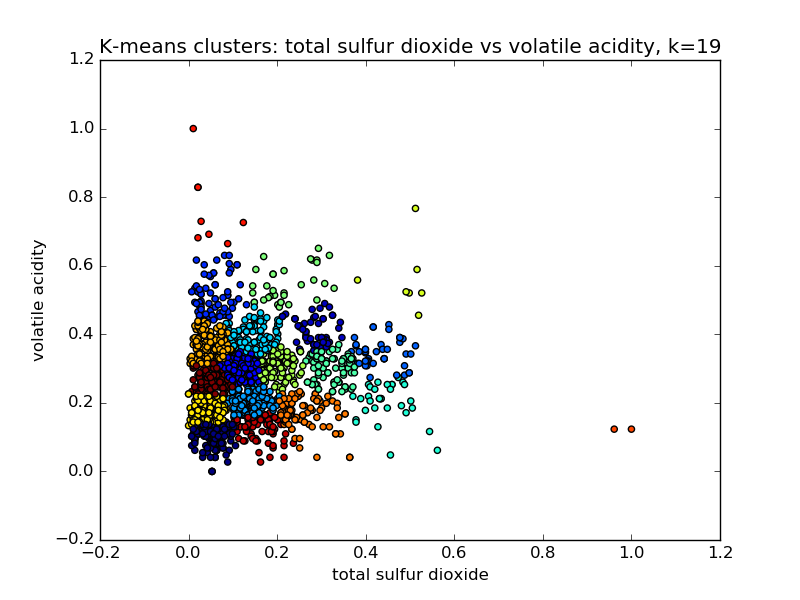 K-means clusters: total sulfur dioxide vs volatile acidity, k=19
1.2
1.0
0.8
0.6
0.4
0.2
0.0
−0.2
volatile acidity
−0.2 0.0 0.2 0.4 0.6 0.8 1.0 1.2
total sulfur dioxide